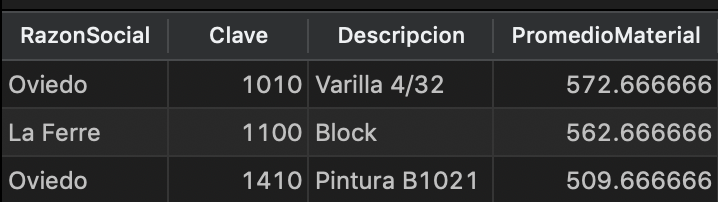 RazonSocial Clave Descripcion PromedioMaterial
Oviedo 1010 Varilla 4/32 572.666666
La Ferre 1100 Block 562.666666
Oviedo 1410 Pintura B1021 509.666666